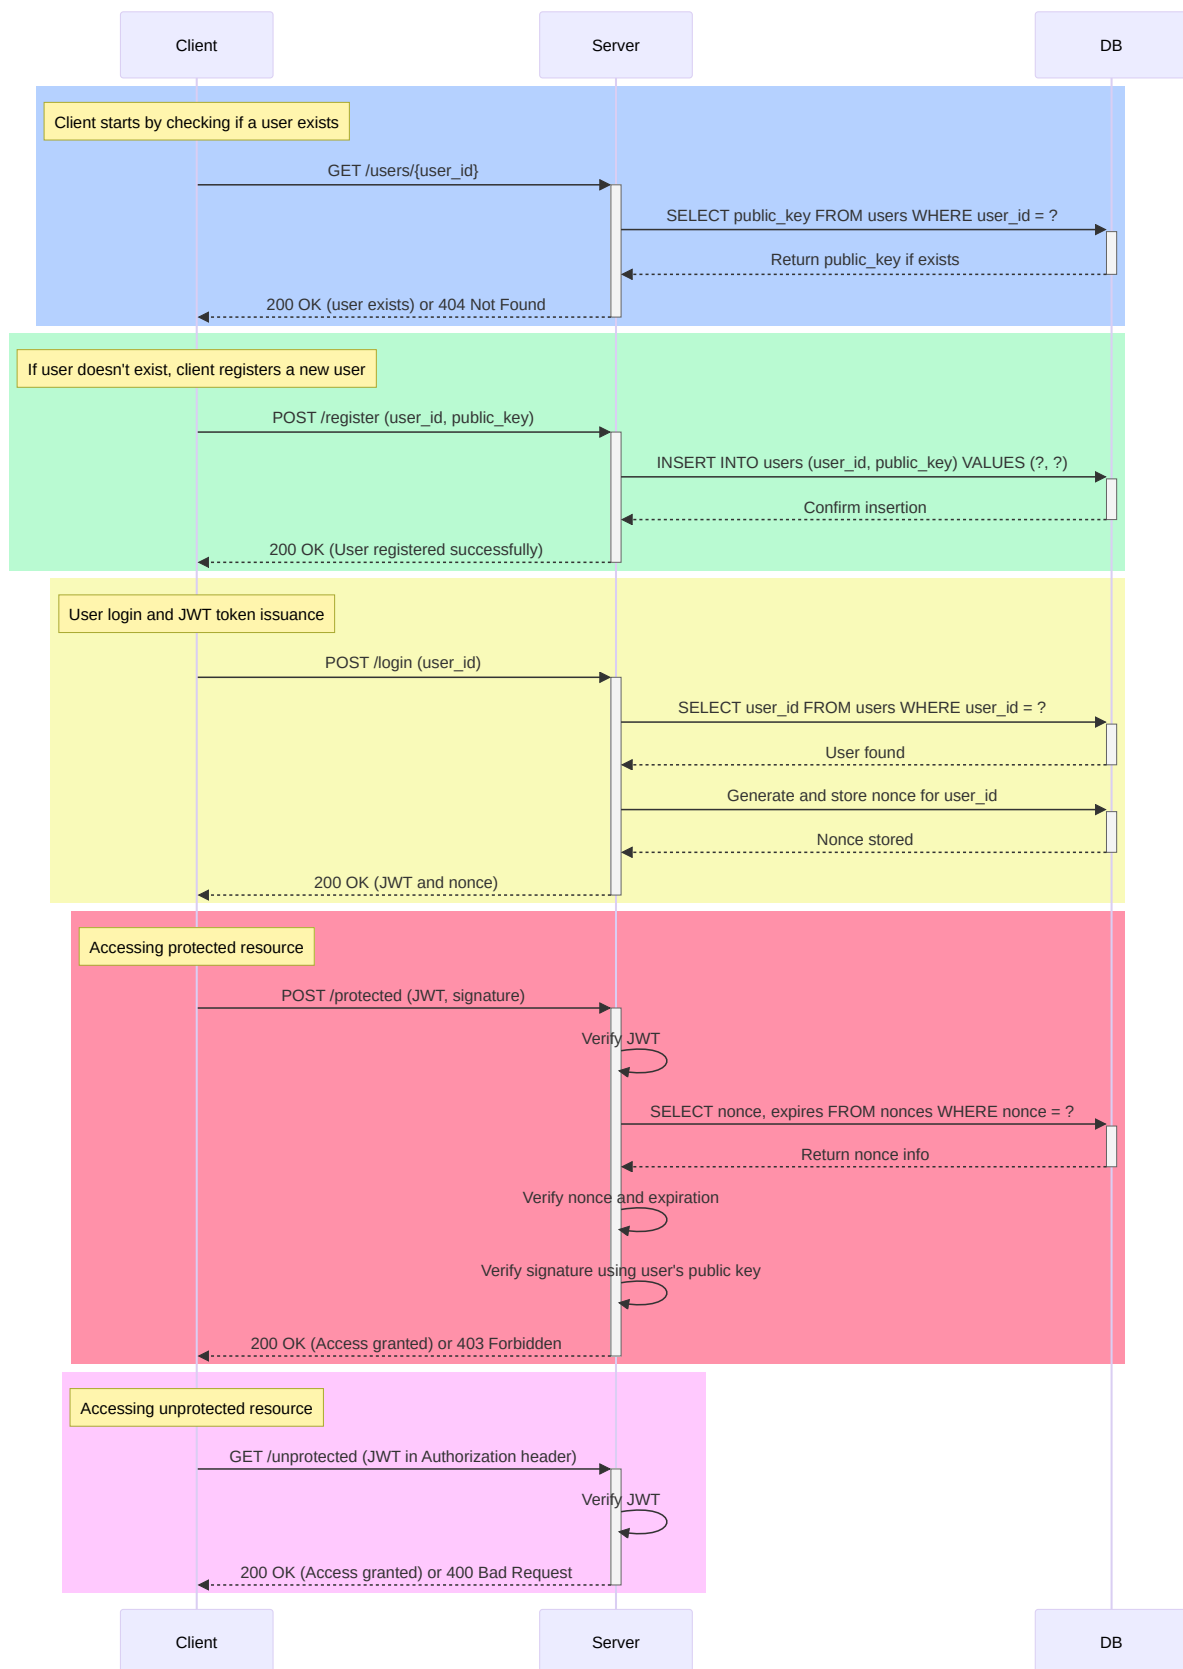 Client
Server
DB
Client starts by checking if a user exists
GET /users/{user_id}
SELECT public_key FROM users WHERE user_id = ?
Return public_key if exists
200 OK (user exists) or 404 Not Found
If user doesn't exist, client registers a new user
POST /register (user_id, public_key)
INSERT INTO users (user_id, public_key) VALUES (?, ?)
Confirm insertion
200 OK (User registered successfully)
User login and JWT token issuance
POST /login (user_id)
SELECT user_id FROM users WHERE user_id = ?
User found
Generate and store nonce for user_id
Nonce stored
200 OK (JWT and nonce)
Accessing protected resource
POST /protected (JWT, signature)
Verify JWT
SELECT nonce, expires FROM nonces WHERE nonce = ?
Return nonce info
Verify nonce and expiration
Verify signature using user's public key
200 OK (Access granted) or 403 Forbidden
Accessing unprotected resource
GET /unprotected (JWT in Authorization header)
Verify JWT
200 OK (Access granted) or 400 Bad Request
Client
Server
DB